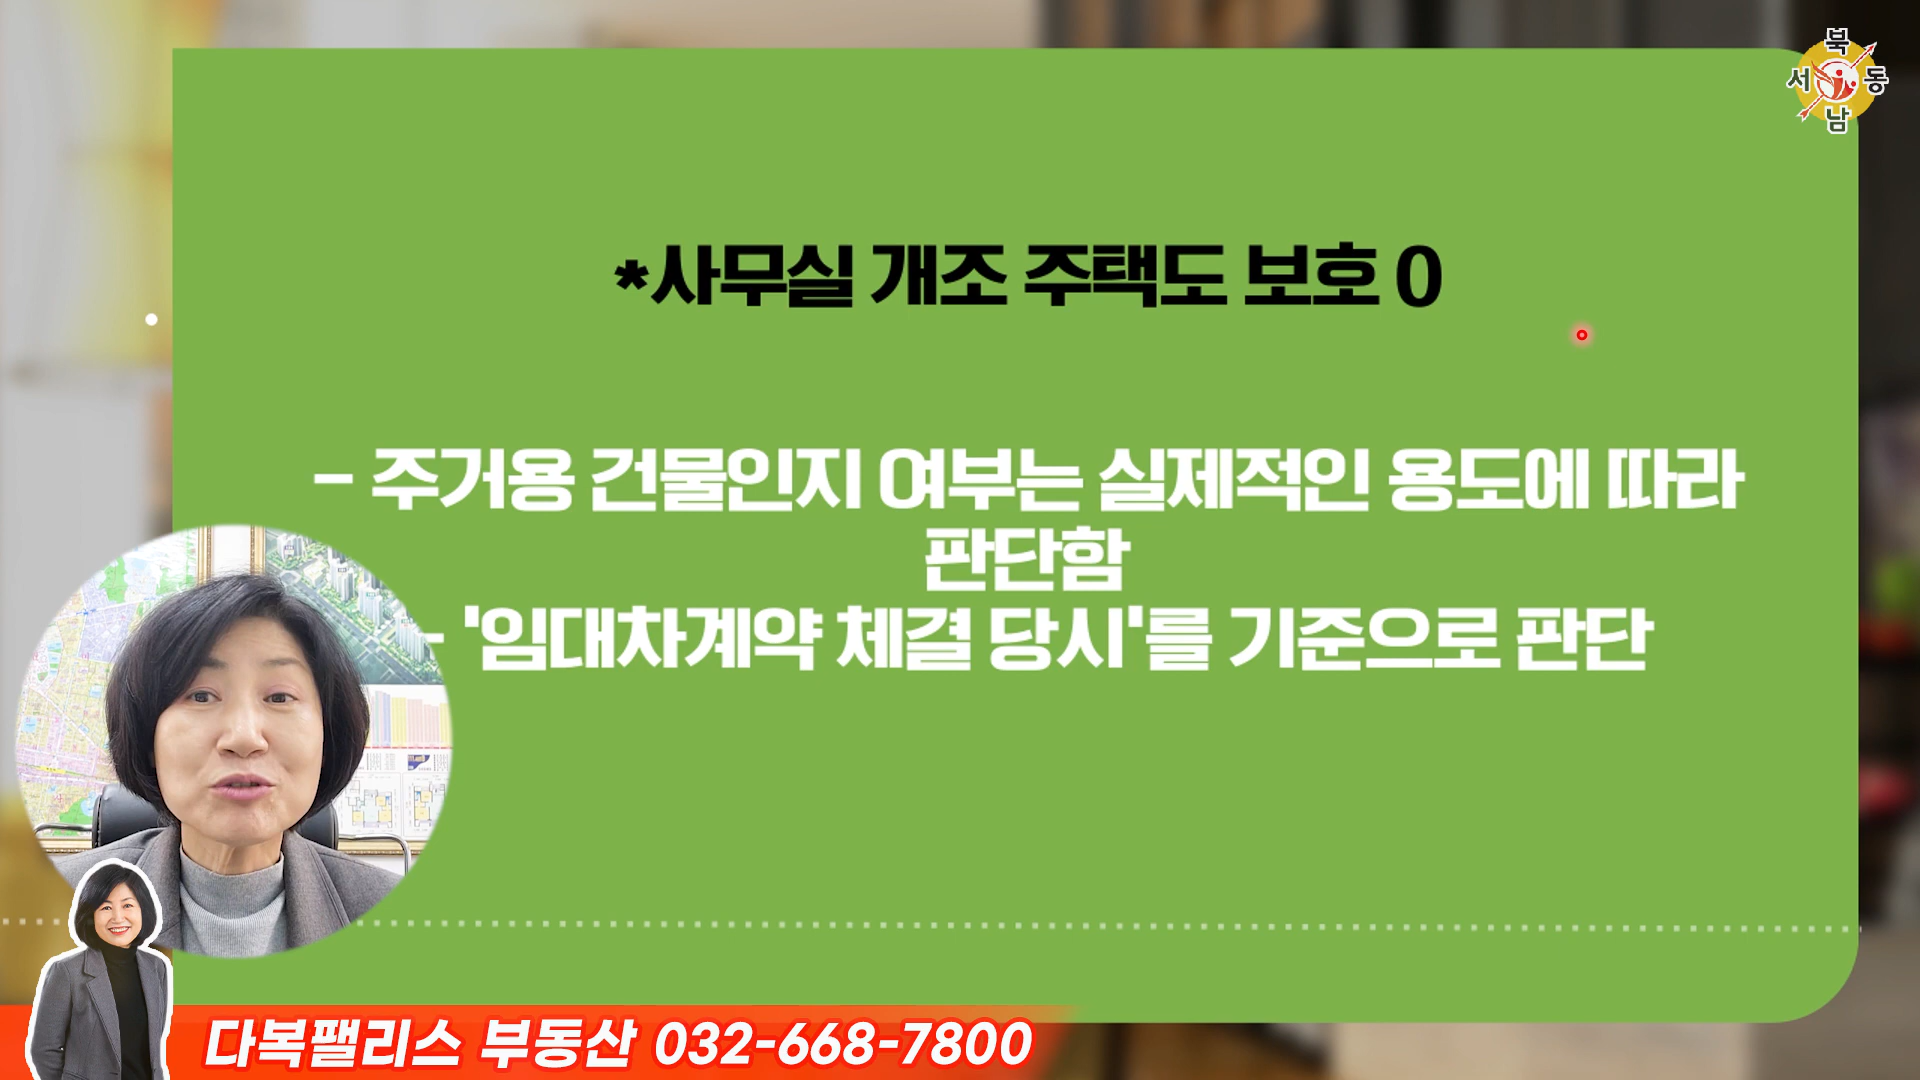 북
서 동
남
*사무실 개조 주택도 보호 0
- 주거용 건물인지 여부는 실제적인 용도에 따라
판단함
- '임대차계약 체결 당시'를 기준으로 판단
다복팰리스 부동산 032-668-7800